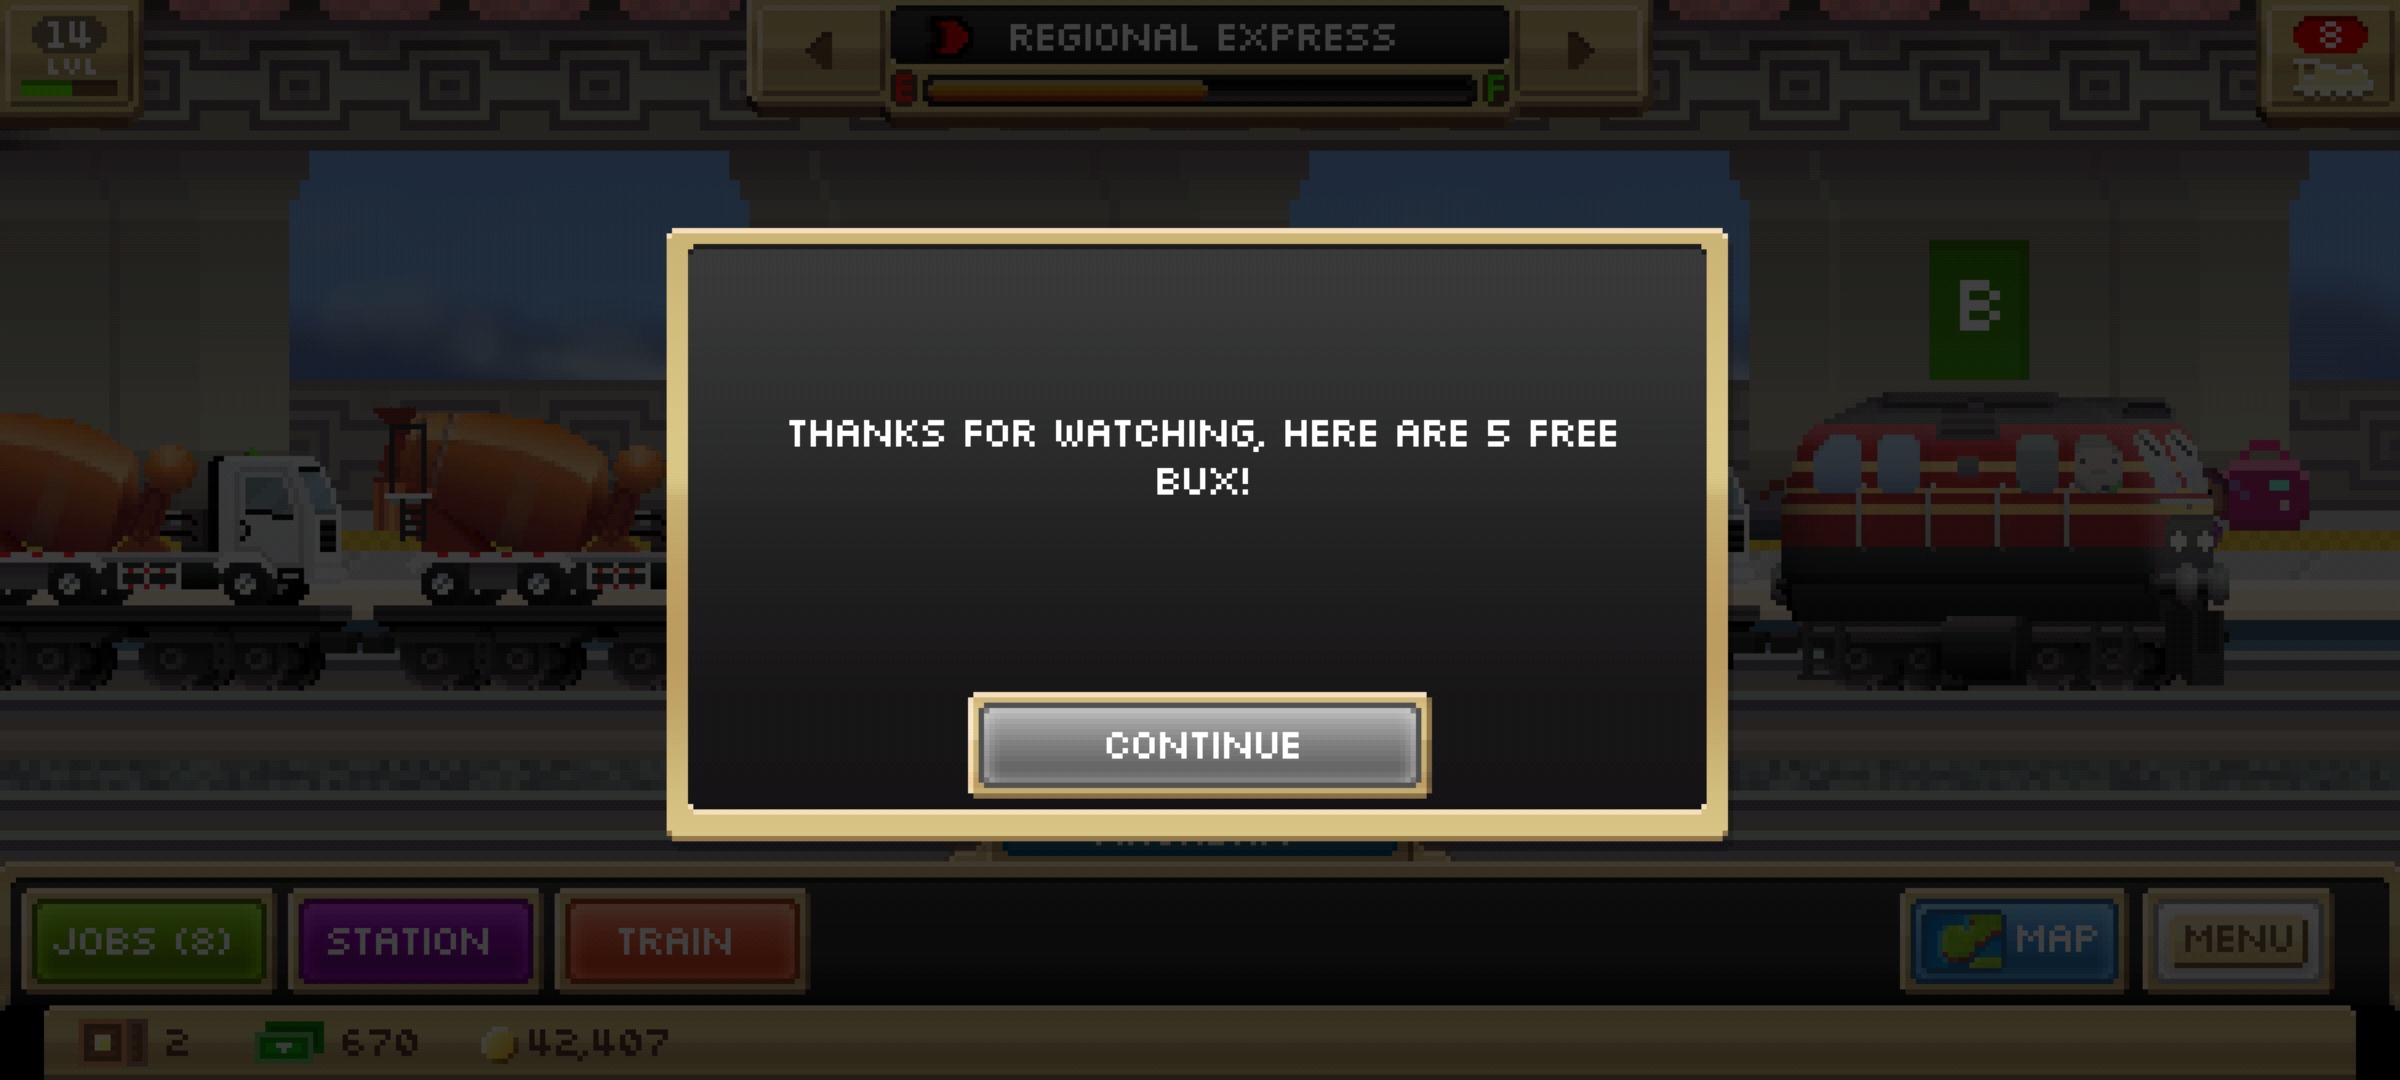 14
LVL
REGIONAL EXPRESS
E
F
8
B
THANKS FOR WATCHING, HERE ARE 5 FREE
BUX!
CONTINUE
JOBS (8)
STATION
TRAIN
MAP
MENU
2
670
42,407